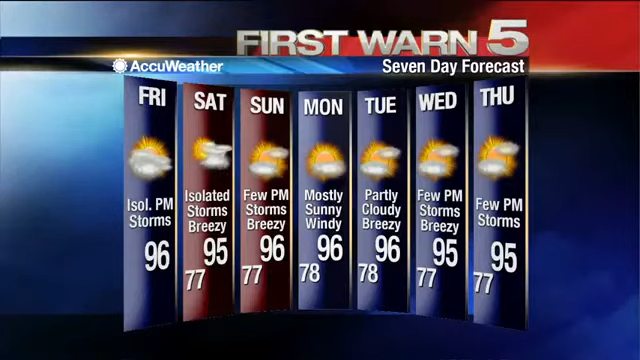 FIRST WARN 5
AccuWeather
Seven Day Forecast
FRI
Isol. PM
Storms
96
SAT
Isolated
Storms
Breezy
95
77
SUN
Few PM
Storms
Breezy
96
77
MON
Mostly
Sunny
Windy
96
78
TUE
Partly
Cloudy
Breezy
96
78
WED
Few PM
Storms
Breezy
95
77
THU
Few PM
Storms
95
77